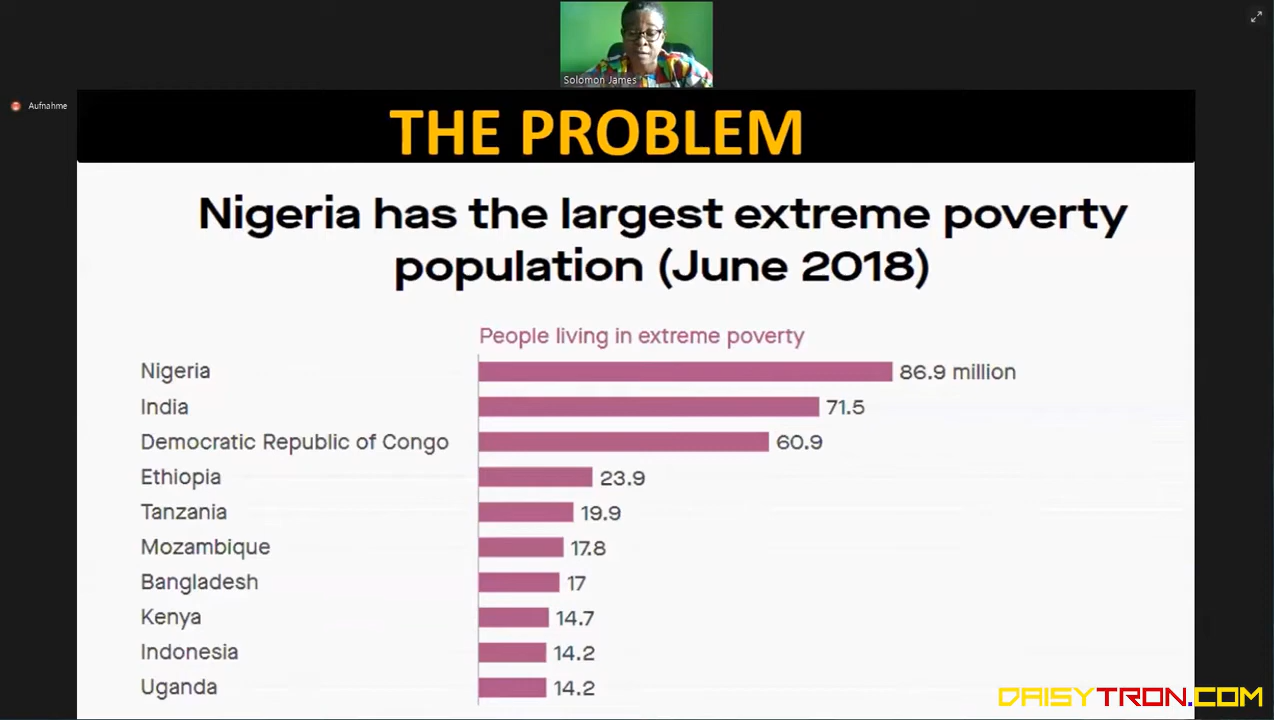 Solomon James
Aufnahme
THE PROBLEM
Nigeria has the largest extreme poverty
population (June 2018)
People living in extreme poverty
Nigeria 86.9 million
India 71.5
Democratic Republic of Congo 60.9
Ethiopia 23.9
Tanzania 19.9
Mozambique 17.8
Bangladesh 17
Kenya 14.7
Indonesia 14.2
Uganda 14.2
DAISYTRON.COM